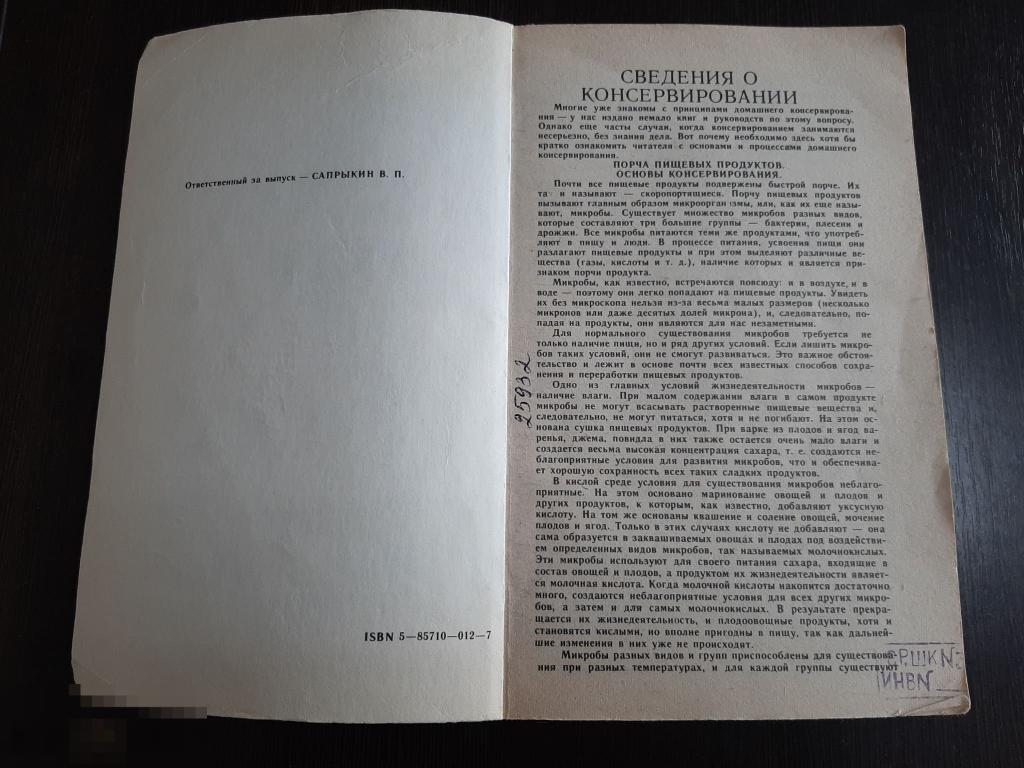 Ответственный за выпуск — САПРЫКИН В. П.
ISBN 5—85710—012—7
25932
СВЕДЕНИЯ О
КОНСЕРВИРОВАНИИ
Многие уже знакомы с принципами домашнего консервирова-
ния — у нас издано немало книг и руководств по этому вопросу.
Однако еще часты случаи, когда консервированием занимаются
несерьезно, без знания дела. Вот почему необходимо здесь хотя бы
кратко ознакомить читателя с основами и процессами домашнего
консервирования.
ПОРЧА ПИЩЕВЫХ ПРОДУКТОВ.
ОСНОВЫ КОНСЕРВИРОВАНИЯ.
Почти все пищевые продукты подвержены быстрой порче. Их
та и называют — скоропортящиеся. Порчу пищевых продуктов
вызывают главным образом микроорган змы, или, как их еще назы-
вают, микробы. Существует множество микробов разных видов,
которые составляют три большие группы — бактерии, плесени и
дрожжи. Все микробы питаются теми же продуктами, что употреб-
ляют в пищу и люди. В процессе питания, усвоения пищи они
разлагают пищевые продукты и при этом выделяют различные ве-
щества (газы, кислоты и т. д.), наличие которых и является при-
знаком порчи продукта.
Микробы, как известно, встречаются повсюду: и в воздухе, и в
воде — поэтому они легко попадают на пищевые продукты. Увидеть
их без микроскопа нельзя из-за весьма малых размеров (несколько
микронов или даже десятых долей микрона), и, следовательно, по-
падая на продукты, они являются для нас незаметными.
Для нормального существования микробов требуется не
только наличие пищи, но и ряд других условий. Если лишить микро-
бов таких условий, они не смогут развиваться. Это важное обстоя-
тельство и лежит в основе почти всех известных способов сохра-
нения и переработки пищевых продуктов.
Одно из главных условий жизнедеятельности микробов —
наличие влаги. При малом содержании влаги в самом продукте
микробы не могут всасывать растворенные пищевые вещества и,
следовательно, не могут питаться, хотя и не погибают. На этом ос-
нована сушка пищевых продуктов. При варке из плодов и ягод ва-
ренья, джема, повидла в них также остается очень мало влаги и
создается весьма высокая концентрация сахара, т. е. создаются не-
благоприятные условия для развития микробов, что и обеспечива-
ет хорошую сохранность всех таких сладких продуктов.
В кислой среде условия для существования микробов неблаго-
приятные. На этом основано маринование овощей и плодов и
других продуктов, к которым, как известно, добавляют уксусную
кислоту. На том же основаны квашение и соление овощей, мочение
плодов и ягод. Только в этих случаях кислоту не добавляют — она
сама образуется в заквашиваемых овощах и плодах под воздействи-
ем определенных видов микробов, так называемых молочнокислых.
Эти микробы используют для своего питания сахара, входящие в
состав овощей и плодов, а продуктом их жизнедеятельности являет-
ся молочная кислота. Когда молочной кислоты накопится достаточно
много, создаются неблагоприятные условия для всех других микро-
бов, а затем и для самых молочнокислых. В результате прекра-
щается их жизнедеятельность, и плодоовощные продукты, хотя и
становятся кислыми, но вполне пригодны в пищу, так как дальней-
шие изменения в них уже не происходят.
Микробы разных видов и групп приспособлены для существова-
ния при разных температурах, и для каждой группы существуют
ИНВ№